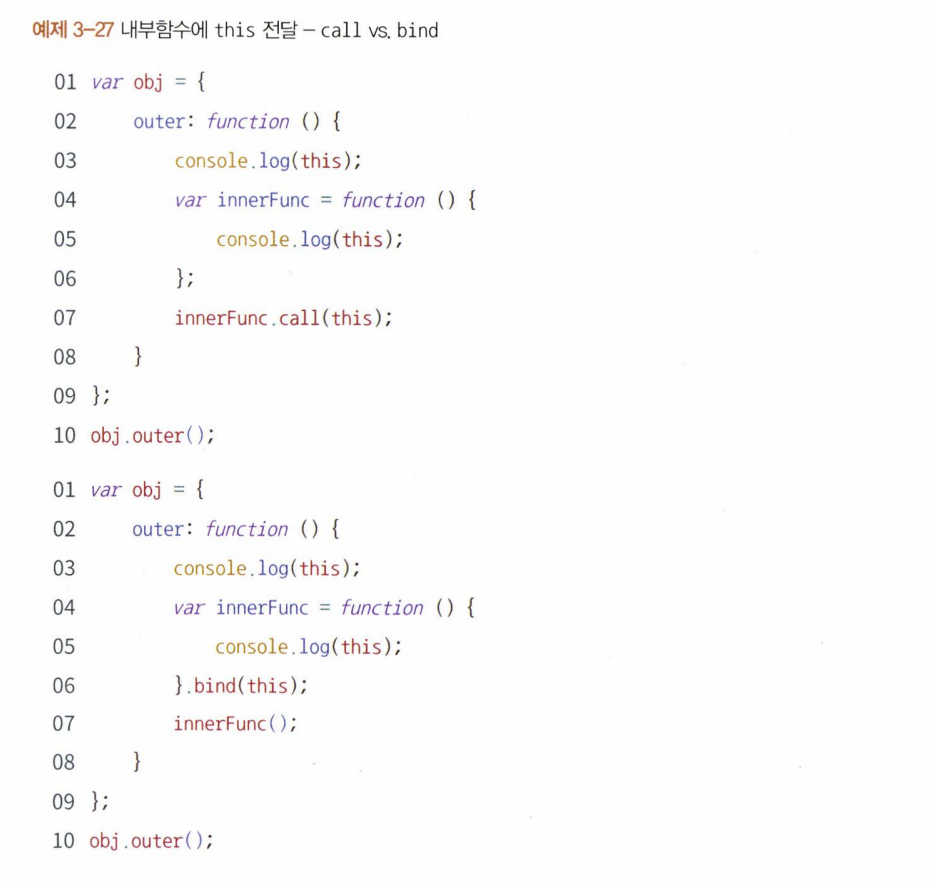 예제 3-27 내부함수에 this 전달 – call vs. bind
01 var obj = {
02     outer: function () {
03         console.log(this);
04         var innerFunc = function () {
05             console.log(this);
06         };
07         innerFunc.call(this);
08     }
09 };
10 obj.outer();
01 var obj = {
02     outer: function () {
03         console.log(this);
04         var innerFunc = function () {
05             console.log(this);
06         }.bind(this);
07         innerFunc();
08     }
09 };
10 obj.outer();